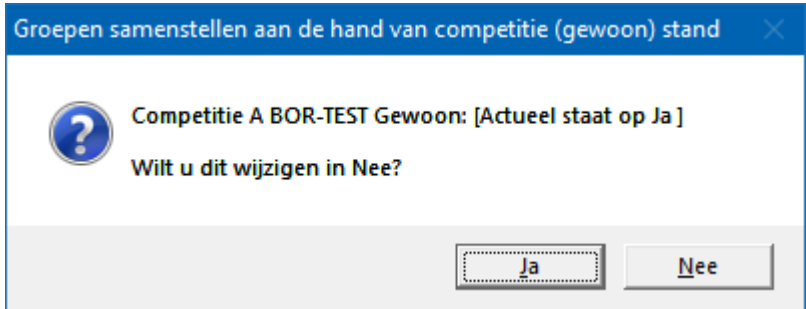 Groepen samenstellen aan de hand van competitie (gewoon) stand
Competitie A BOR-TEST Gewoon: [Actueel staat op Ja ]
Wilt u dit wijzigen in Nee?
Ja
Nee